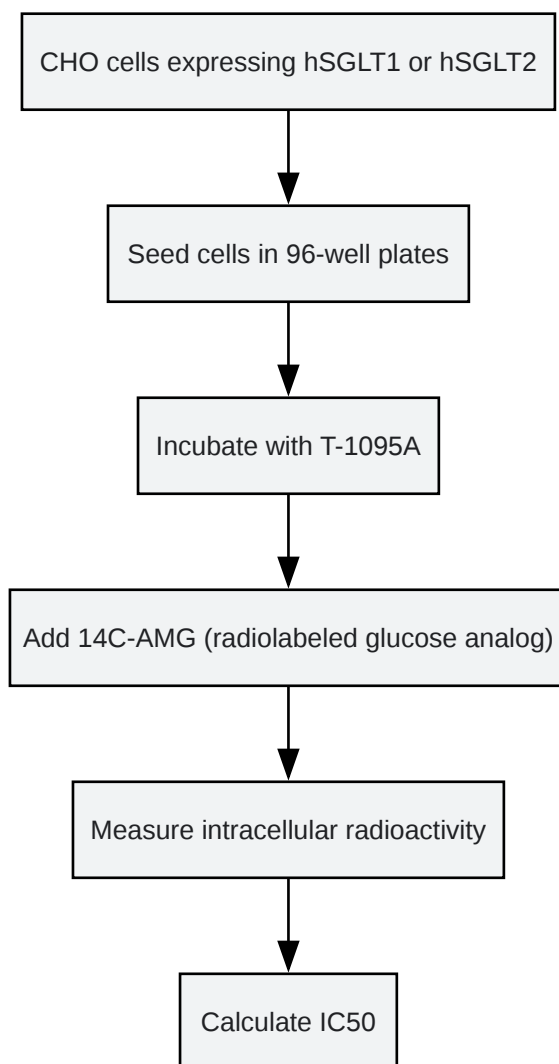 CHO cells expressing hSGLT1 or hSGLT2
Seed cells in 96-well plates
Incubate with T-1095A
Add 14C-AMG (radiolabeled glucose analog)
Measure intracellular radioactivity
Calculate IC50